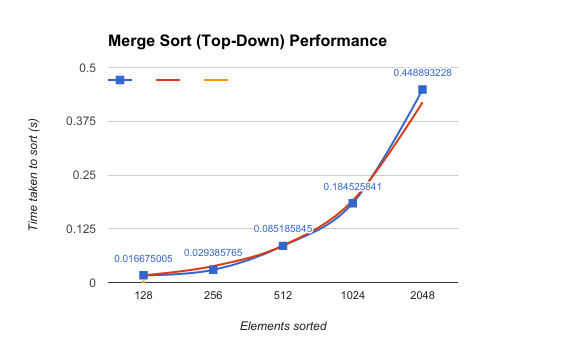 Merge Sort (Top-Down) Performance
0.5
0.448893228
0.375
0.25
0.184525841
0.125
0.085185845
0.029385765
0.016675005
0
128 256 512 1024 2048
Time taken to sort (s)
Elements sorted